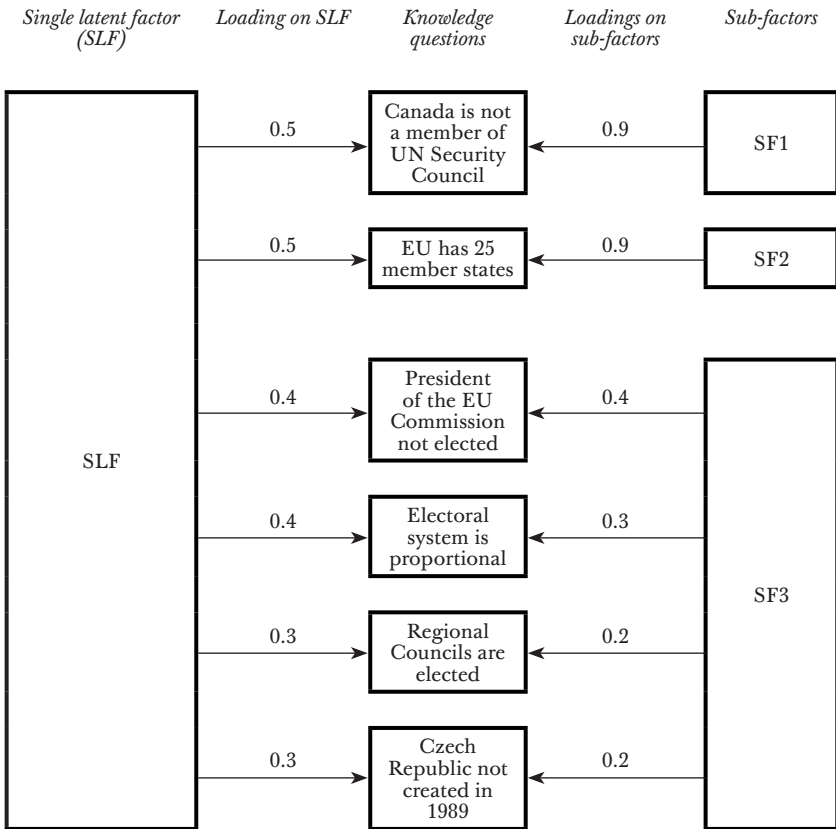 Single latent factor
(SLF)
Loading on SLF
Knowledge
questions
Loadings on
sub-factors
Sub-factors
0.5
Canada is not
a member of
UN Security
Council
0.9
SF1
0.5
EU has 25
member states
0.9
SF2
0.4
President
of the EU
Commission
not elected
0.4
SLF
0.4
Electoral
system is
proportional
0.3
SF3
0.3
Regional
Councils are
elected
0.2
0.3
Czech
Republic not
created in
1989
0.2